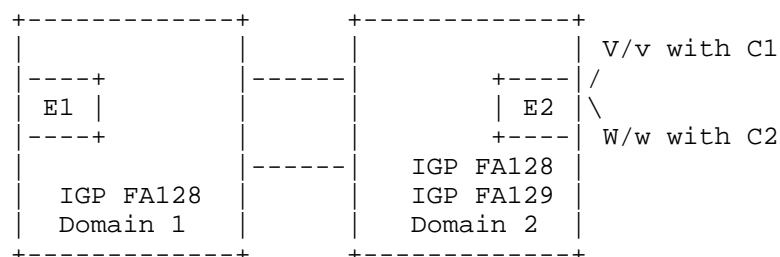 +-------------+      +-------------+
|             |      |             | V/v with C1
|----+        |------|        +----|/
| E1 |        |      |        | E2 |\
|----+        |      |        +----| W/w with C2
|             |------|  IGP FA128  |
|  IGP FA128  |      |  IGP FA129  |
|  Domain 1   |      |  Domain 2   |
+-------------+      +-------------+